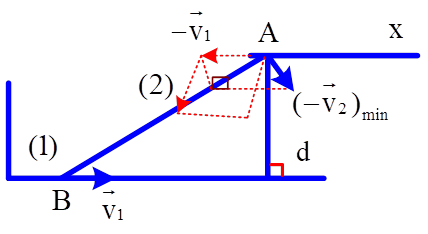 A
x
-v⃗₁
(2)
(-v⃗₂)min
(1)
d
B
v⃗₁